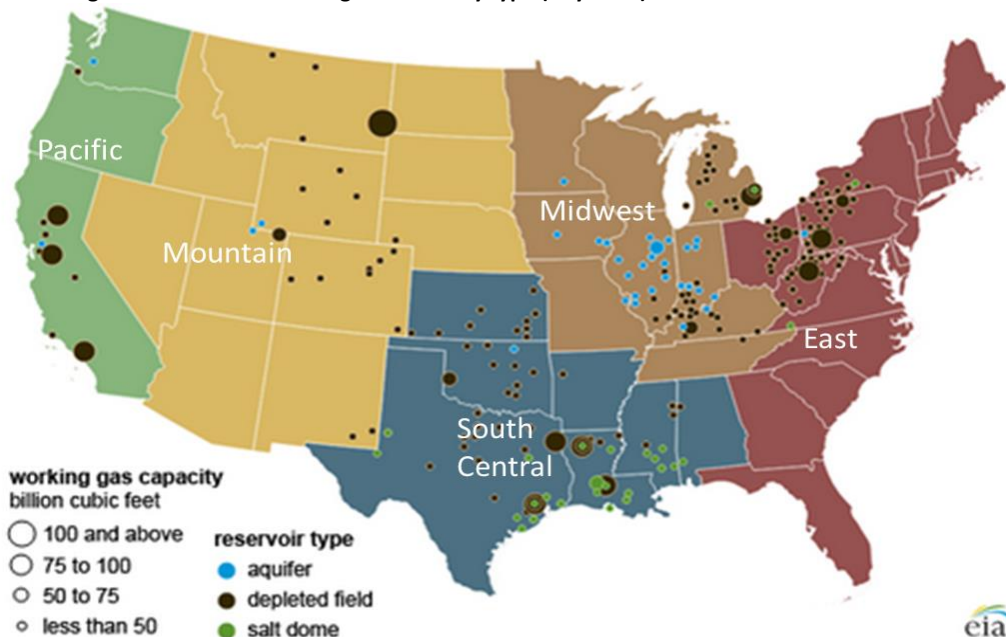 Pacific
Mountain
Midwest
East
South
Central
working gas capacity
billion cubic feet
100 and above
75 to 100
50 to 75
less than 50
reservoir type
aquifer
depleted field
salt dome
eia